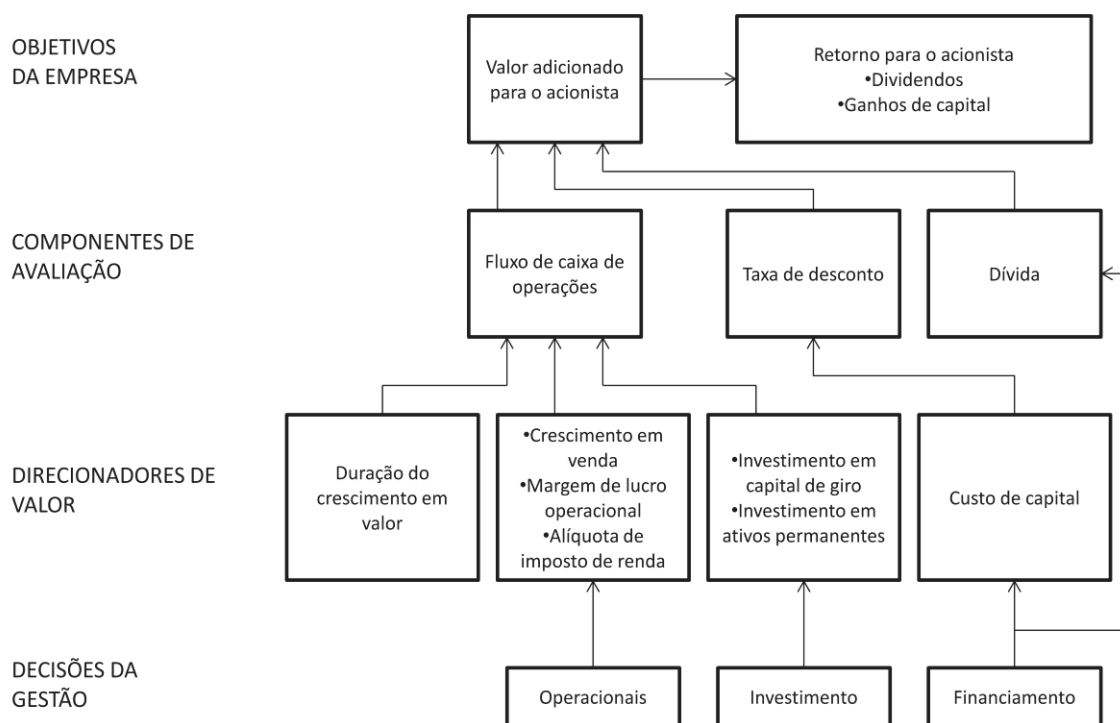 OBJETIVOS
DA EMPRESA
Valor adicionado
para o acionista
Retorno para o acionista
•Dividendos
•Ganhos de capital
COMPONENTES DE
AVALIAÇÃO
Fluxo de caixa de
operações
Taxa de desconto
Dívida
DIRECIONADORES DE
VALOR
Duração do
crescimento em
valor
•Crescimento em
venda
•Margem de lucro
operacional
•Alíquota de
imposto de renda
•Investimento em
capital de giro
•Investimento em
ativos permanentes
Custo de capital
DECISÕES DA
GESTÃO
Operacionais
Investimento
Financiamento